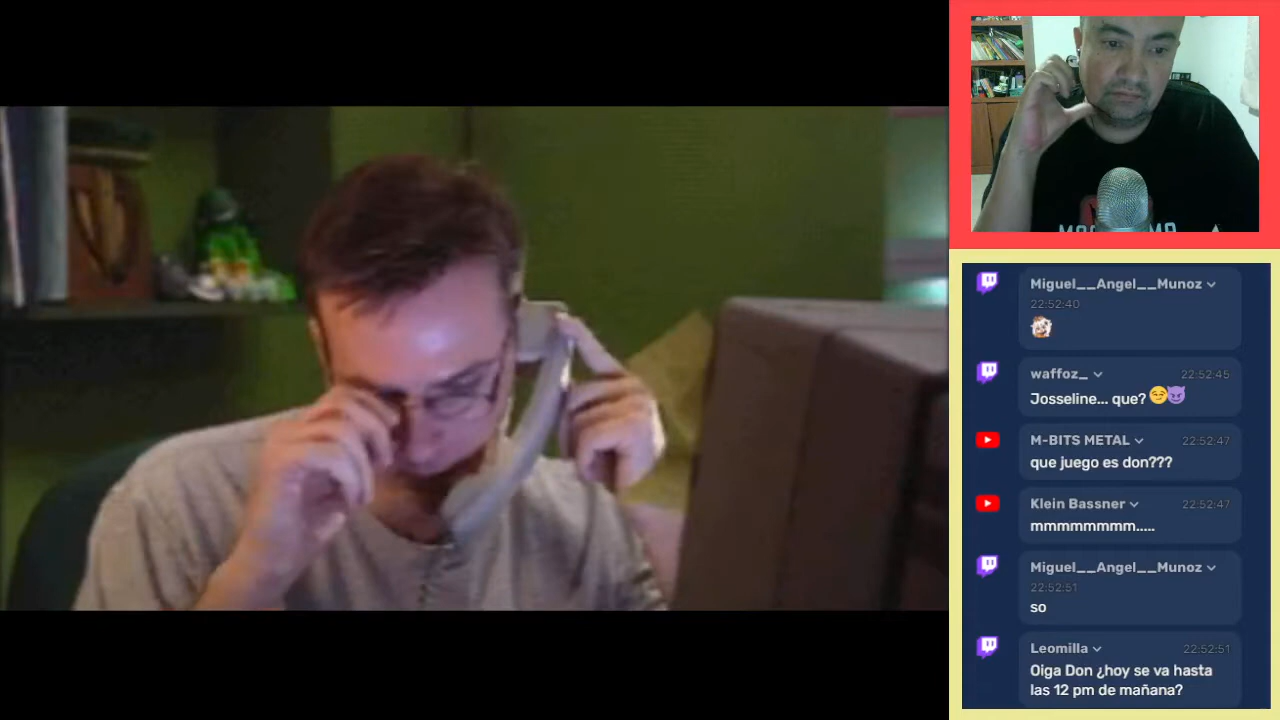 Miguel__Angel__Munoz
22:52:40
waffoz_ 22:52:45
Josseline... que?
M-BITS METAL 22:52:47
que juego es don???
Klein Bassner 22:52:47
mmmmmmmm.....
Miguel__Angel__Munoz
22:52:51
so
Leomilla 22:52:51
Oiga Don ¿hoy se va hasta
las 12 pm de mañana?